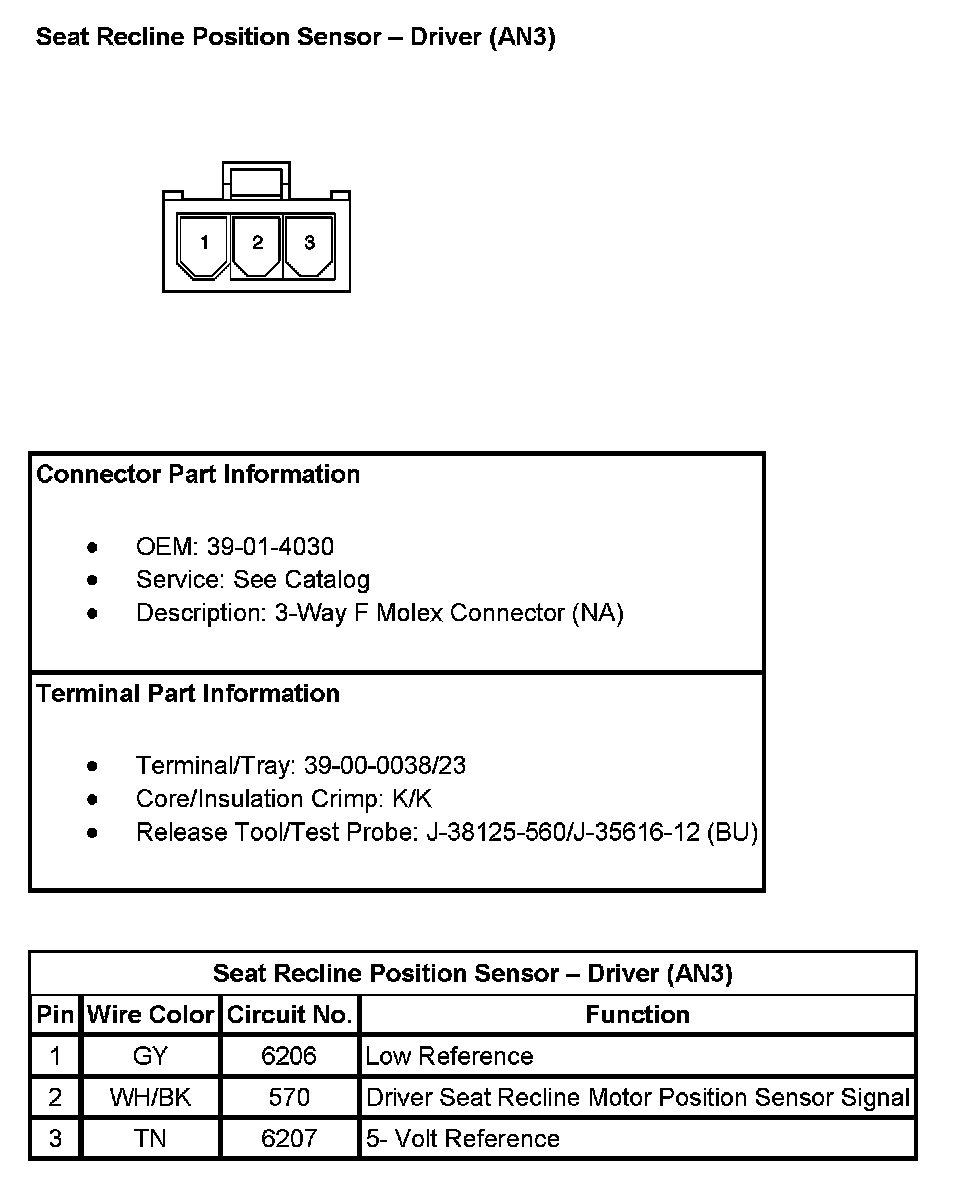 Seat Recline Position Sensor – Driver (AN3)
1 2 3
Connector Part Information
● OEM: 39-01-4030
● Service: See Catalog
● Description: 3-Way F Molex Connector (NA)
Terminal Part Information
● Terminal/Tray: 39-00-0038/23
● Core/Insulation Crimp: K/K
● Release Tool/Test Probe: J-38125-560/J-35616-12 (BU)
Seat Recline Position Sensor – Driver (AN3)
Pin Wire Color Circuit No. Function
1 GY 6206 Low Reference
2 WH/BK 570 Driver Seat Recline Motor Position Sensor Signal
3 TN 6207 5- Volt Reference